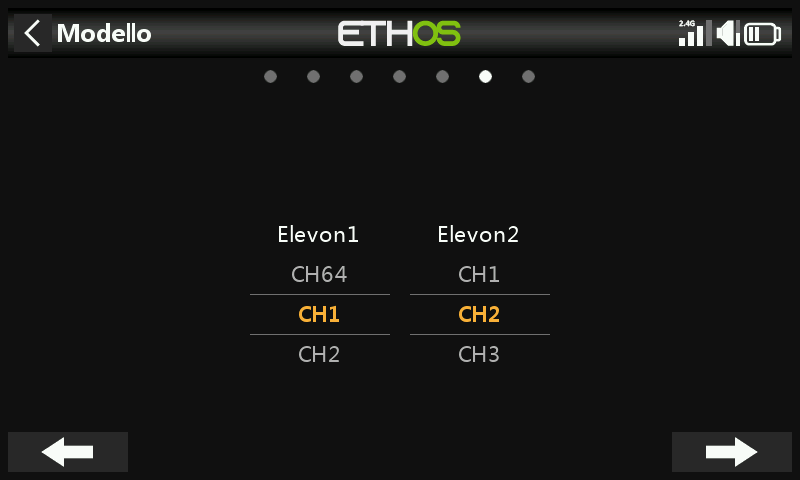 Modello
ETHOS
2.4G
Elevon1
Elevon2
CH64
CH1
CH1
CH2
CH2
CH3